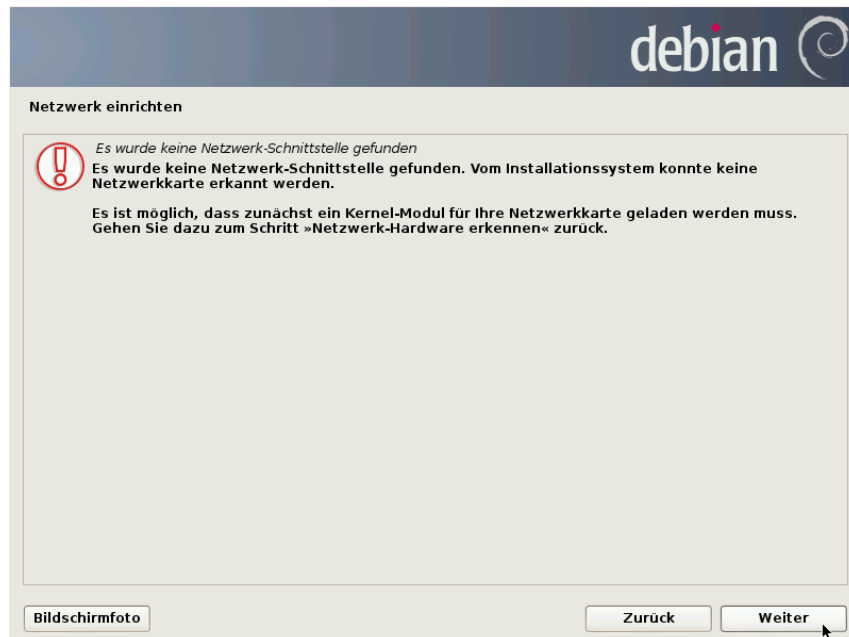 debian
Netzwerk einrichten
Es wurde keine Netzwerk-Schnittstelle gefunden
Es wurde keine Netzwerk-Schnittstelle gefunden. Vom Installationssystem konnte keine
Netzwerkkarte erkannt werden.
Es ist möglich, dass zunächst ein Kernel-Modul für Ihre Netzwerkkarte geladen werden muss.
Gehen Sie dazu zum Schritt »Netzwerk-Hardware erkennen« zurück.
Bildschirmfoto
Zurück
Weiter